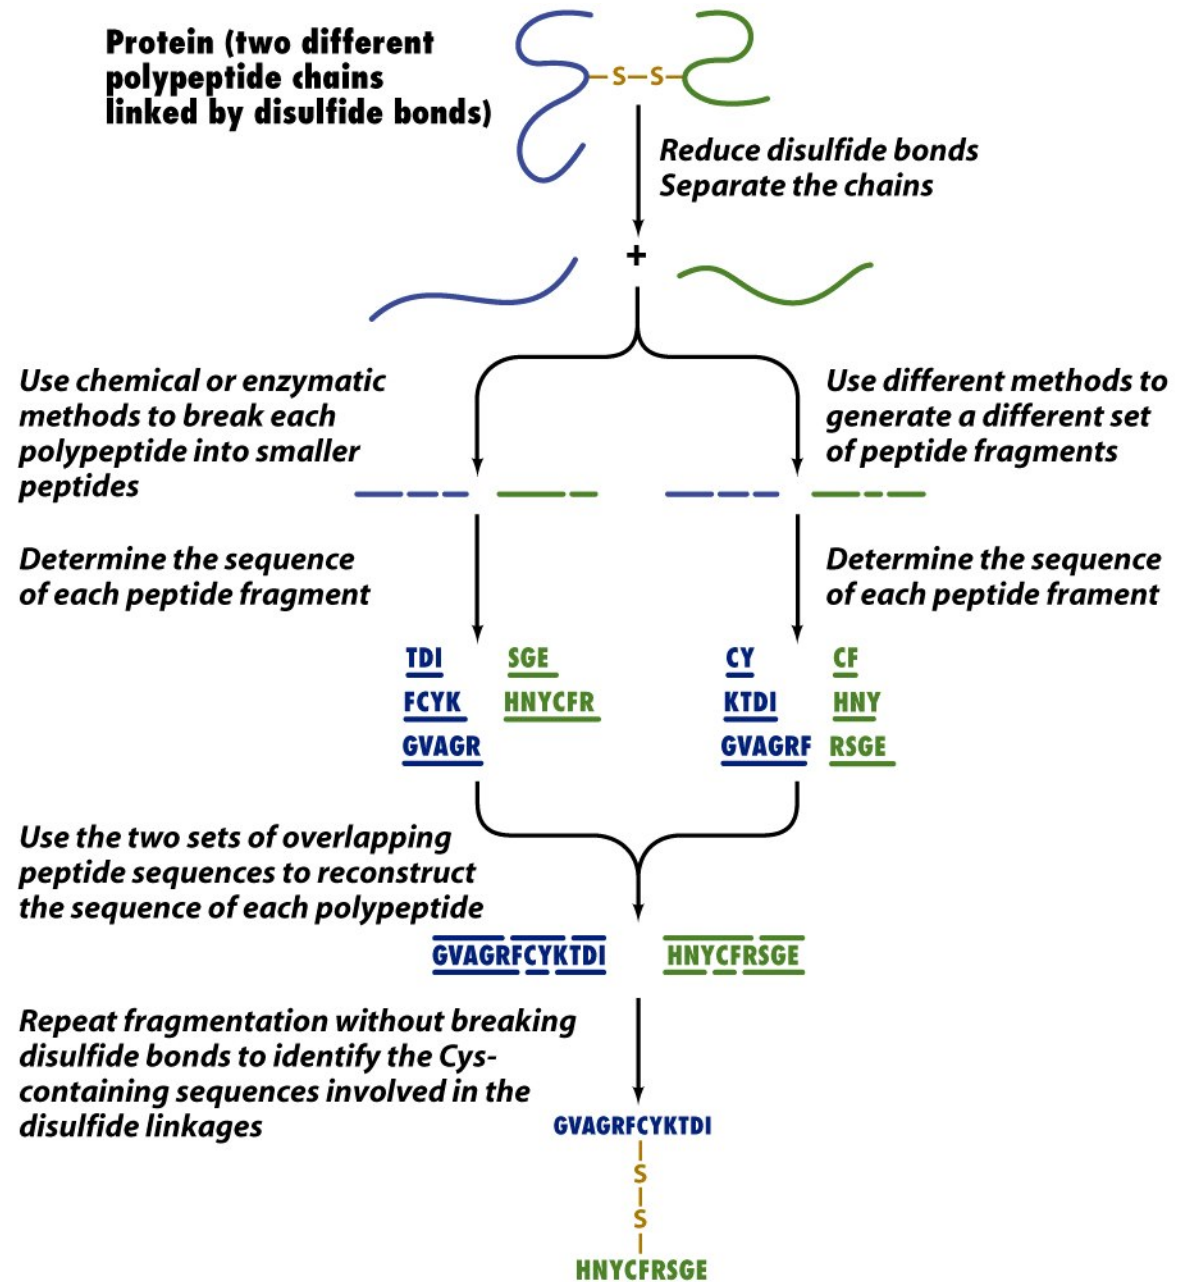 Protein (two different
polypeptide chains
linked by disulfide bonds)
S S
Reduce disulfide bonds
Separate the chains
+
Use chemical or enzymatic
methods to break each
polypeptide into smaller
peptides
Use different methods to
generate a different set
of peptide fragments
Determine the sequence
of each peptide fragment
Determine the sequence
of each peptide frament
TDI SGE
FCYK HNYCFR
GVAGR
CY CF
KTDI HNY
GVAGRF RSGE
Use the two sets of overlapping
peptide sequences to reconstruct
the sequence of each polypeptide
GVAGRFCYKTDI HNYCFRSGE
Repeat fragmentation without breaking
disulfide bonds to identify the Cys-
containing sequences involved in the
disulfide linkages
GVAGRFCYKTDI
S
S
HNYCFRSGE